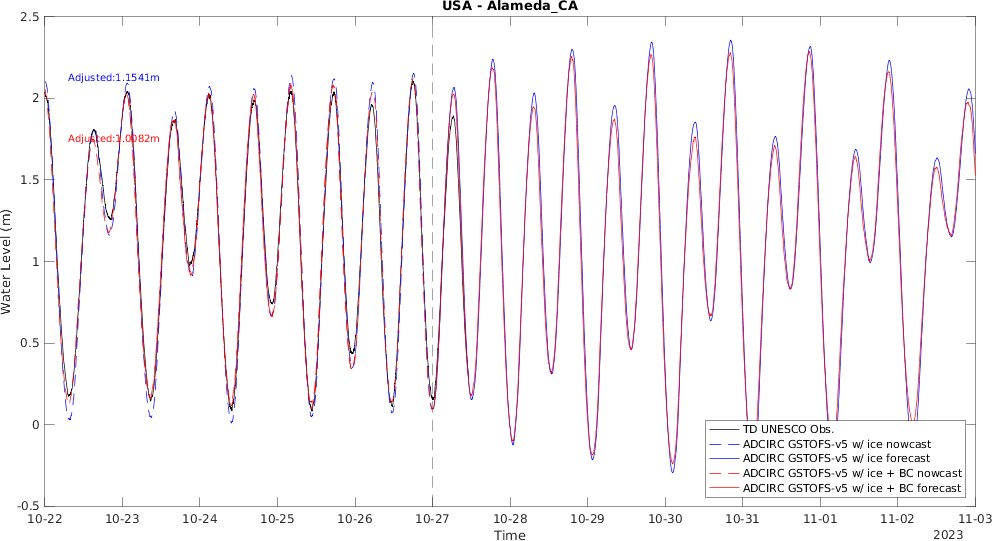 USA - Alameda_CA
2.5
2
1.5
1
0.5
0
-0.5
Water Level (m)
Adjusted:1.1541m
Adjusted:1.0082m
TD UNESCO Obs.
ADCIRC GSTOFS-v5 w/ ice nowcast
ADCIRC GSTOFS-v5 w/ ice forecast
ADCIRC GSTOFS-v5 w/ ice + BC nowcast
ADCIRC GSTOFS-v5 w/ ice + BC forecast
10-22 10-23 10-24 10-25 10-26 10-27 10-28 10-29 10-30 10-31 11-01 11-02 11-03
Time
2023